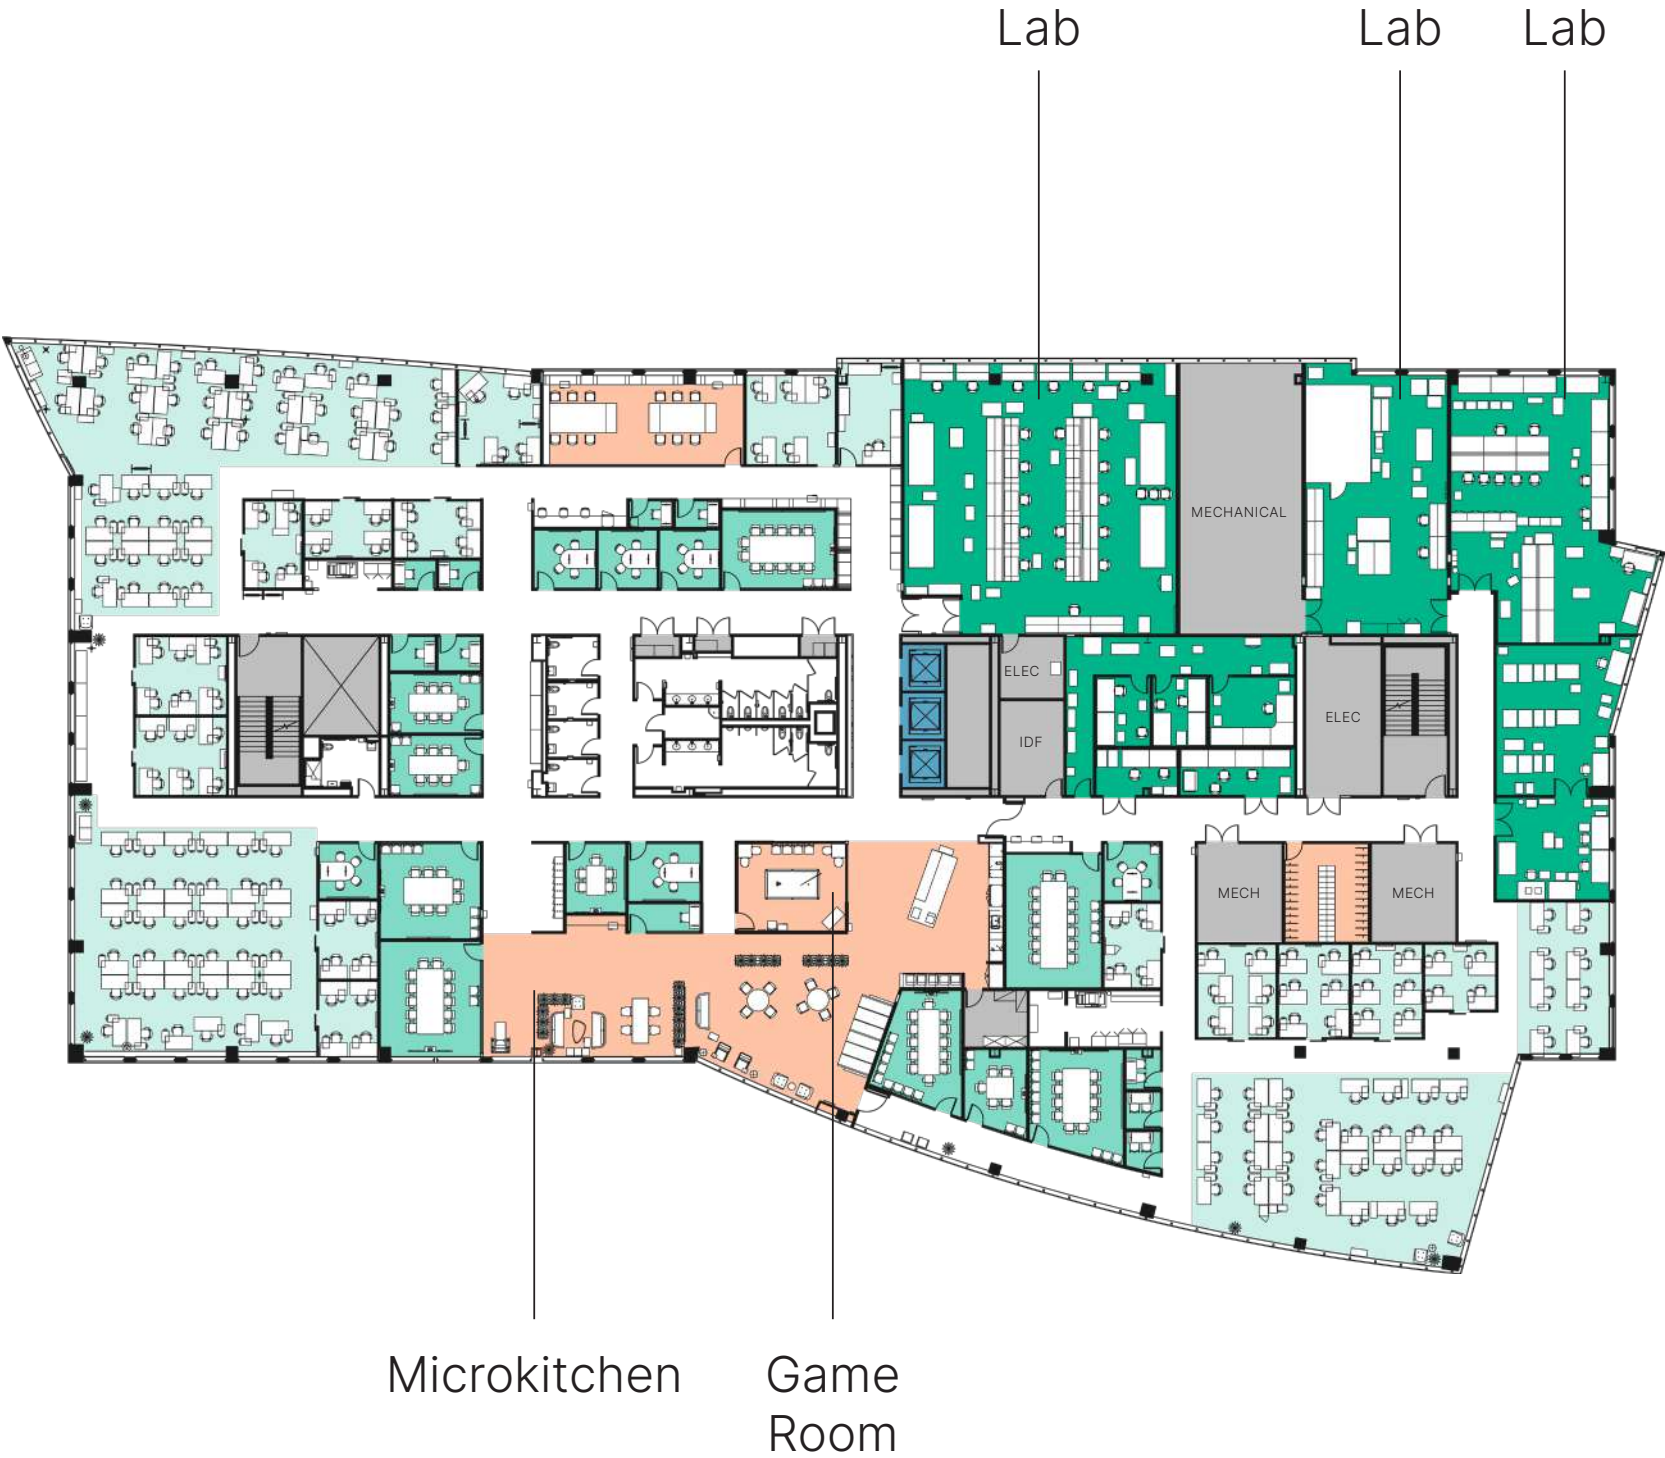 Lab
Lab
Lab
MECHANICAL
ELEC
IDF
ELEC
MECH
MECH
Microkitchen
Game
Room